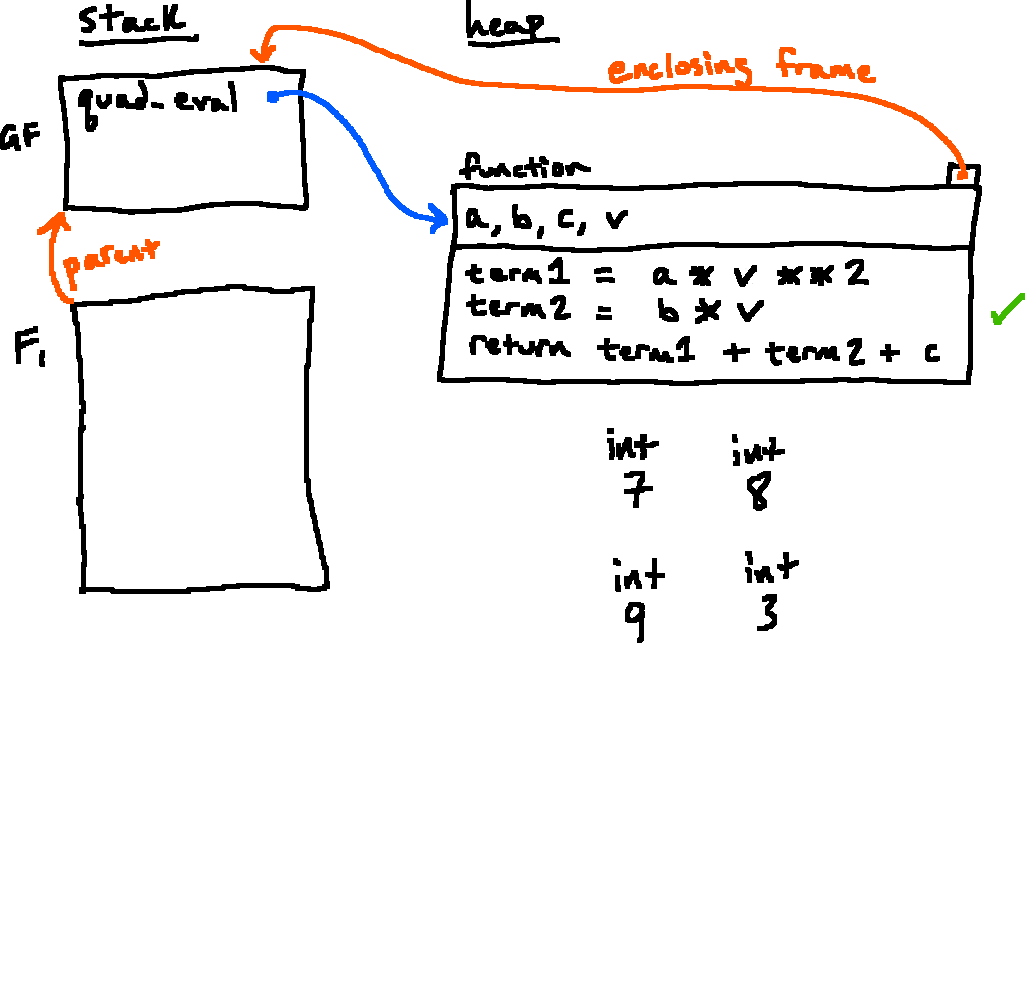 stack
heap
enclosing frame
quad_eval
GF
function
a, b, c, v
parent
term1 = a * v ** 2
term2 = b * v
return term1 + term2 + c
F1
int int
7 8
int int
9 3